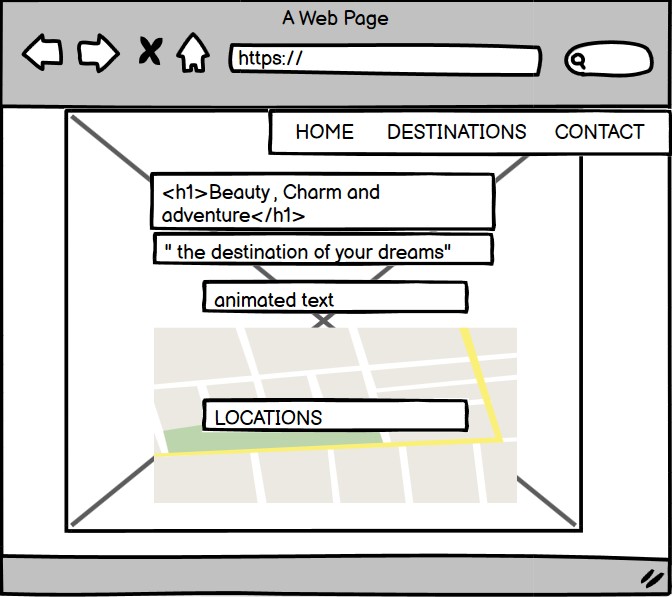 A Web Page
https://
HOME DESTINATIONS CONTACT
<h1>Beauty, Charm and
adventure</h1>
" the destination of your dreams"
animated text
LOCATIONS